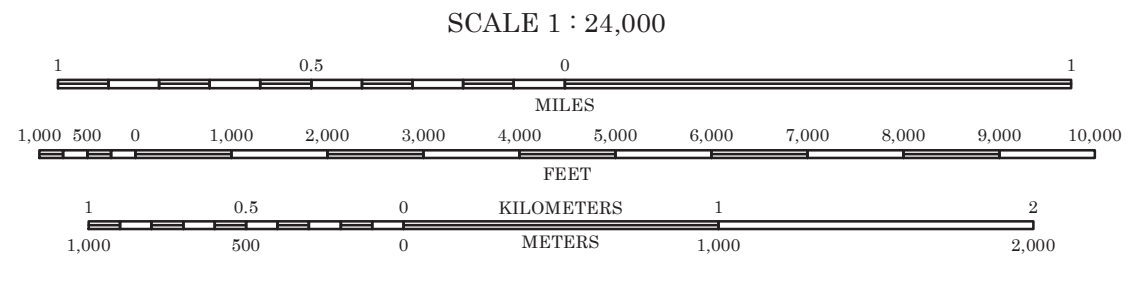 SCALE 1 : 24,000
1 0.5 0 1
MILES
1,000 500 0 1,000 2,000 3,000 4,000 5,000 6,000 7,000 8,000 9,000 10,000
FEET
1 0.5 0 KILOMETERS 1 2
1,000 500 0 METERS 1,000 2,000